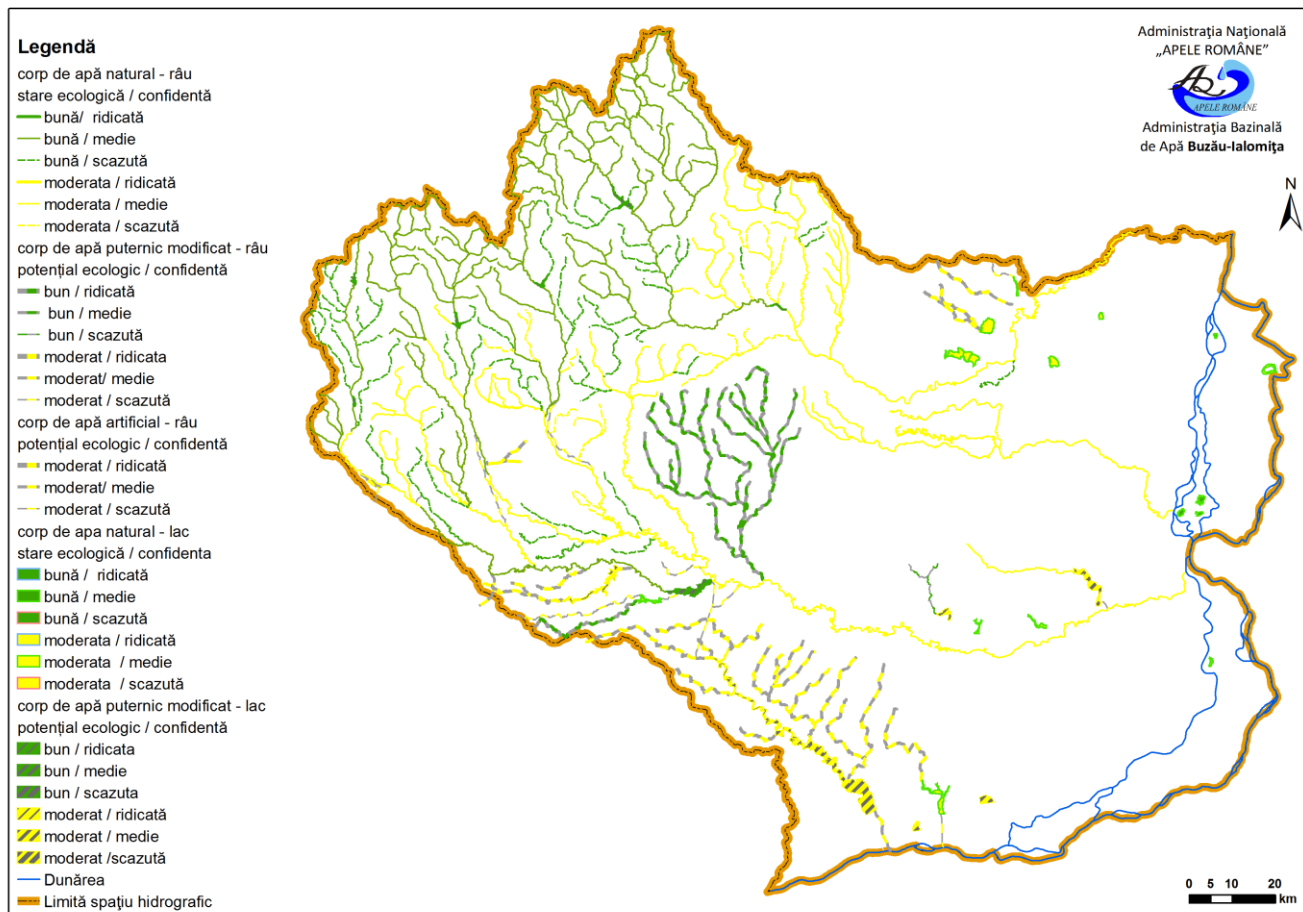 Legendă
corp de apă natural - râu
stare ecologică / confidentă
bună/ ridicată
bună / medie
bună / scazută
moderata / ridicată
moderata / medie
moderata / scazută
corp de apă puternic modificat - râu
potențial ecologic / confidentă
bun / ridicată
bun / medie
bun / scazută
moderat / ridicata
moderat/ medie
moderat / scazută
corp de apă artificial - râu
potențial ecologic / confidentă
moderat / ridicată
moderat/ medie
moderat / scazută
corp de apa natural - lac
stare ecologică / confidenta
bună / ridicată
bună / medie
bună / scazută
moderata / ridicată
moderata / medie
moderata / scazută
corp de apă puternic modificat - lac
potențial ecologic / confidentă
bun / ridicata
bun / medie
bun / scazuta
moderat / ridicată
moderat / medie
moderat /scazută
Dunărea
Limită spaţiu hidrografic
Administraţia Naţională
„APELE ROMÂNE”
APELE ROMÂNE
Administraţia Bazinală
de Apă Buzău-Ialomiţa
N
0 5 10 20
km